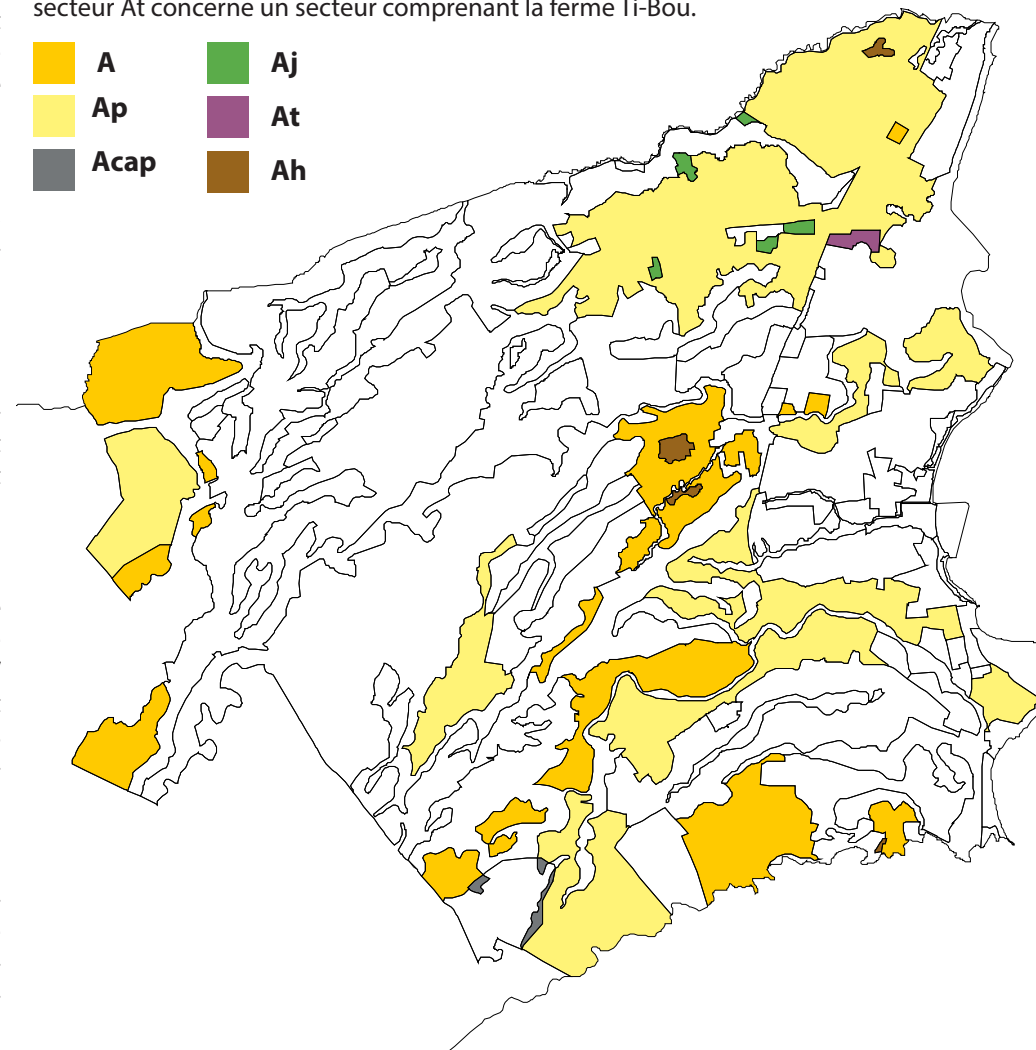 secteur At concerne un secteur comprenant la ferme Ti-Bou.
A
Aj
Ap
At
Acap
Ah